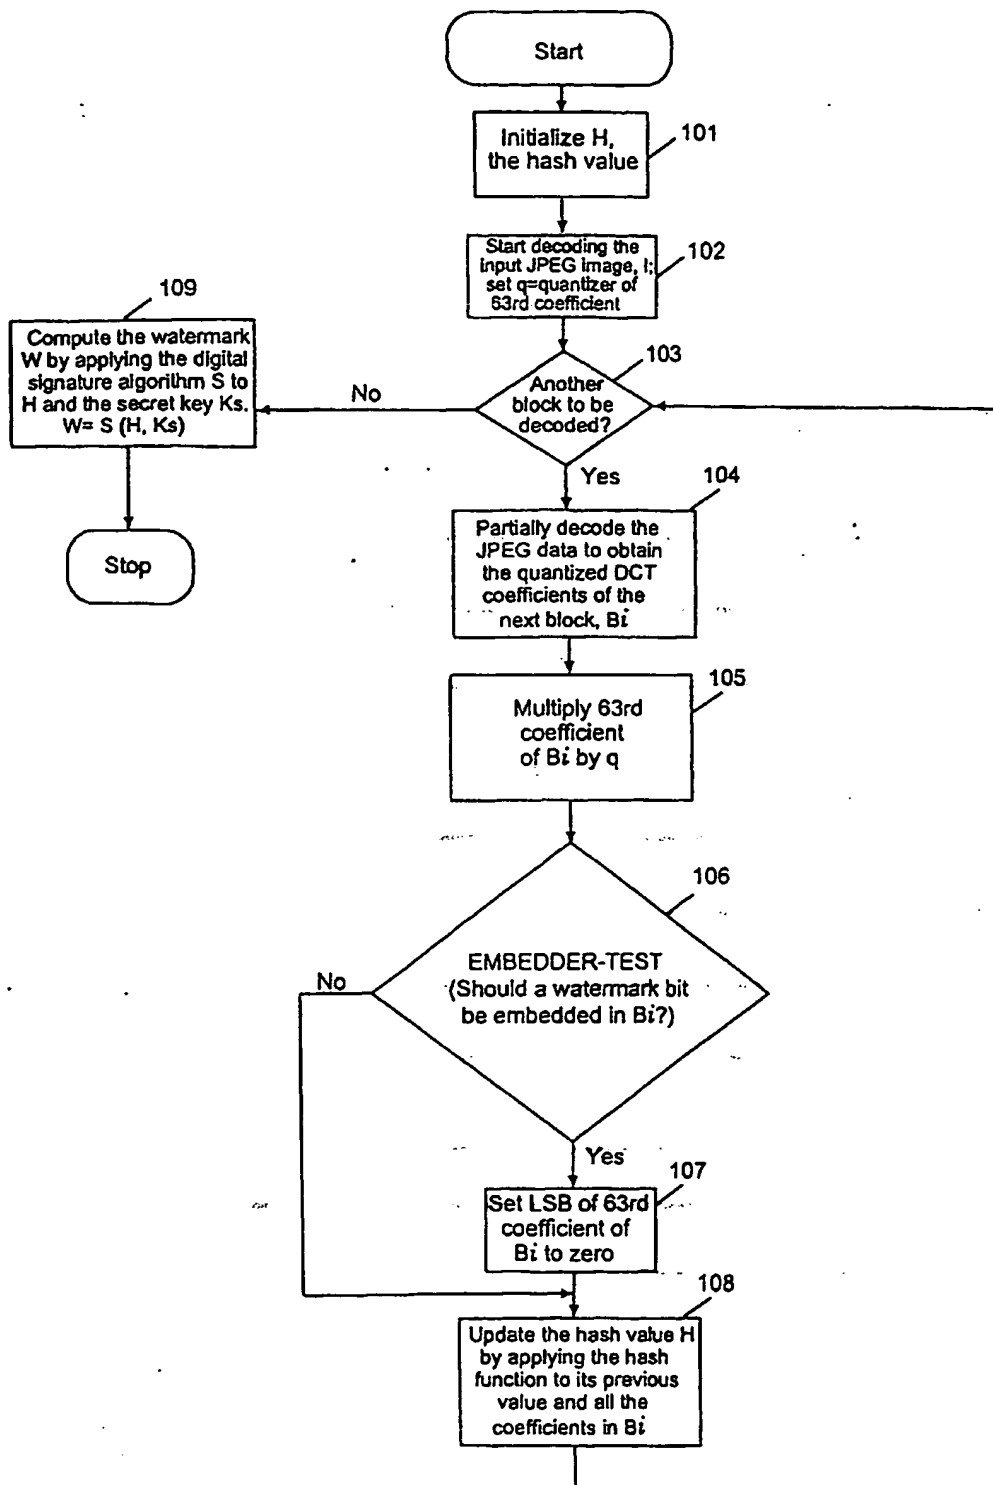 Start
Initialize H,
the hash value
101
Start decoding the
input JPEG image, I;
set q=quantizer of
63rd coefficient
102
109
Compute the watermark
W by applying the digital
signature algorithm S to
H and the secret key Ks.
W= S (H, Ks)
No
Another
block to be
decoded?
103
Yes
Stop
104
Partially decode the
JPEG data to obtain
the quantized DCT
coefficients of the
next block, Bi
105
Multiply 63rd
coefficient
of Bi by q
106
EMBEDDER-TEST
(Should a watermark bit
be embedded in Bi?)
No
Yes
107
Set LSB of 63rd
coefficient of
Bi to zero
108
Update the hash value H
by applying the hash
function to its previous
value and all the
coefficients in Bi